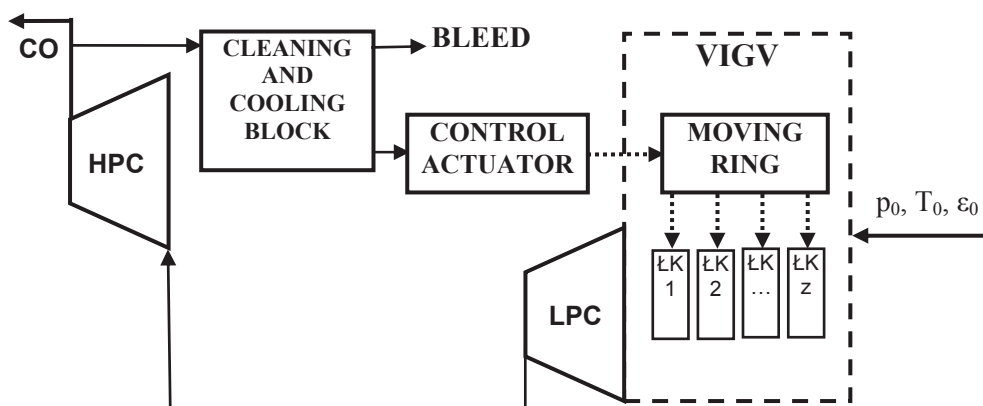 CO
CLEANING
AND
COOLING
BLOCK
BLEED
VIGV
CONTROL
ACTUATOR
MOVING
RING
HPC
p₀, T₀, ε₀
ŁK
1
ŁK
2
ŁK
...
ŁK
z
LPC